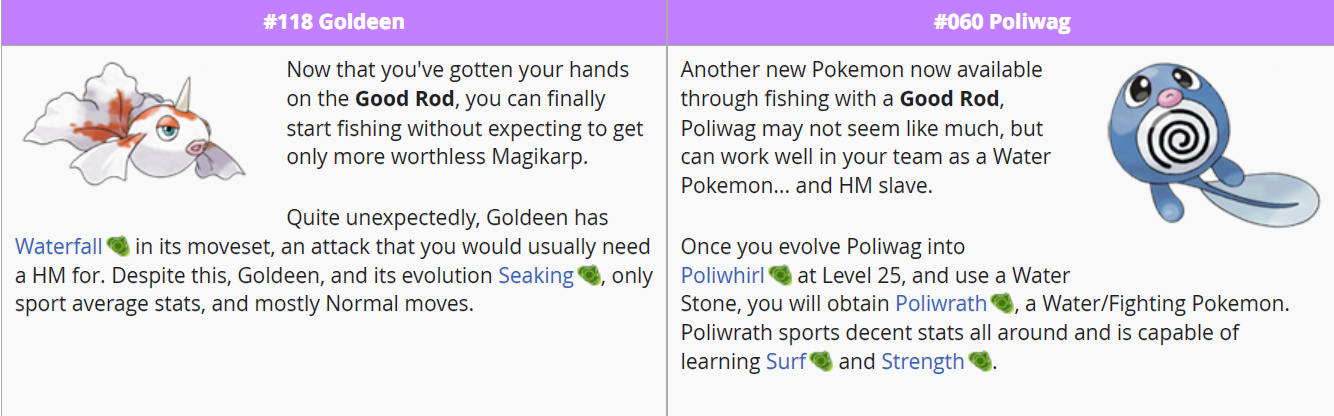 #118 Goldeen
Now that you've gotten your hands
on the Good Rod, you can finally
start fishing without expecting to get
only more worthless Magikarp.
Quite unexpectedly, Goldeen has
Waterfall in its moveset, an attack that you would usually need
a HM for. Despite this, Goldeen, and its evolution Seaking , only
sport average stats, and mostly Normal moves.
#060 Poliwag
Another new Pokemon now available
through fishing with a Good Rod,
Poliwag may not seem like much, but
can work well in your team as a Water
Pokemon... and HM slave.
Once you evolve Poliwag into
Poliwhirl at Level 25, and use a Water
Stone, you will obtain Poliwrath , a Water/Fighting Pokemon.
Poliwrath sports decent stats all around and is capable of
learning Surf and Strength .